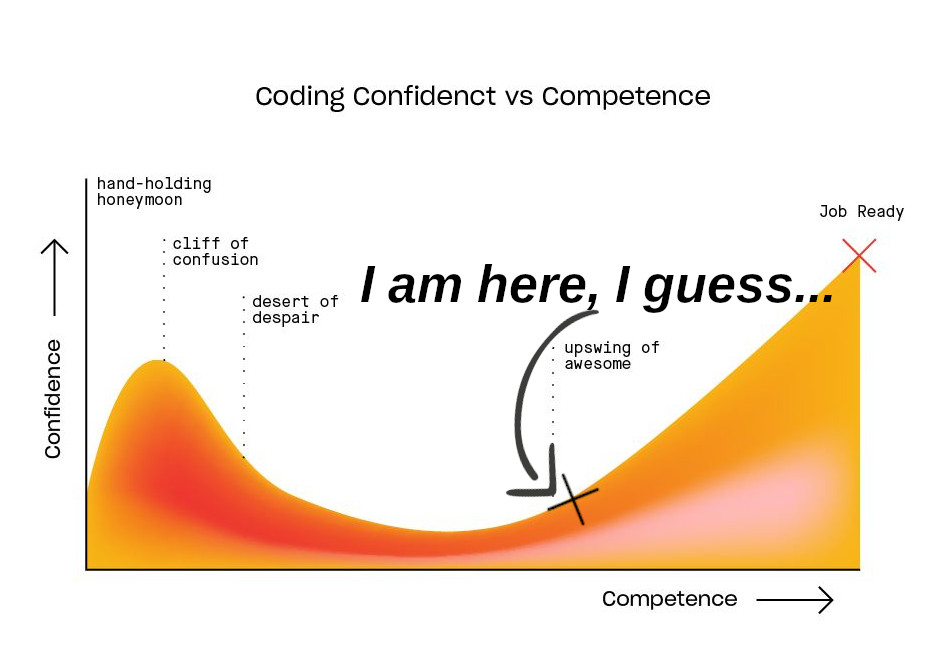 Coding Confidenct vs Competence
hand-holding
honeymoon
Job Ready
cliff of
confusion
I am here, I guess...
desert of
despair
upswing of
awesome
Confidence
Competence